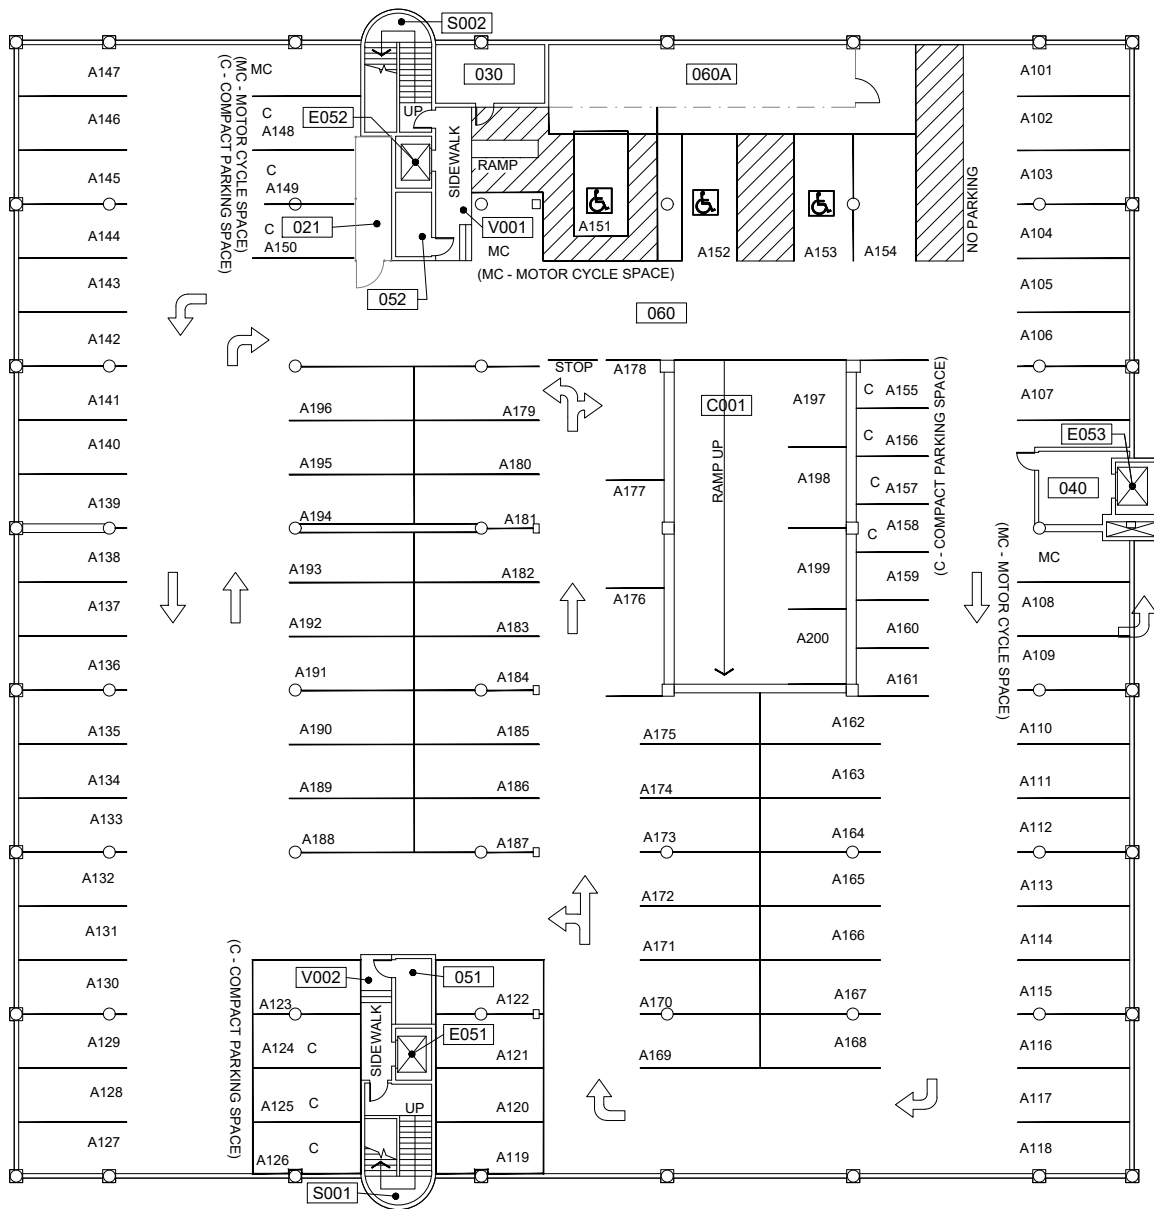 S002
A147
MC
030
060A
A101
(MC - MOTOR CYCLE SPACE)
(C - COMPACT PARKING SPACE)
A146
C
A148
E052
UP
A102
RAMP
SIDEWALK
A145
C
A149
A103
NO PARKING
A144
C
A150
021
V001
A151
A152
A153
A154
A104
MC
(MC - MOTOR CYCLE SPACE)
A143
052
060
A105
A142
A106
STOP
A178
A141
A196
A179
C001
A197
C
A155
(C - COMPACT PARKING SPACE)
A107
A140
C
A156
E053
A195
A180
RAMP UP
A198
A139
A177
C
A157
040
A194
A181
C
A158
A138
A193
A182
A199
A159
MC
(MC - MOTOR CYCLE SPACE)
A137
A176
A108
A192
A183
A200
A160
A136
A191
A184
A161
A109
A135
A190
A185
A175
A162
A110
A134
A189
A186
A174
A163
A111
A133
A188
A187
A173
A164
A112
A132
A172
A165
A113
A131
A171
A166
A114
(C - COMPACT PARKING SPACE)
A130
V002
051
A123
A122
A170
A167
A115
A129
A124
C
SIDEWALK
E051
A121
A169
A168
A116
A128
A125
C
UP
A120
A117
A127
A126
C
A119
A118
S001